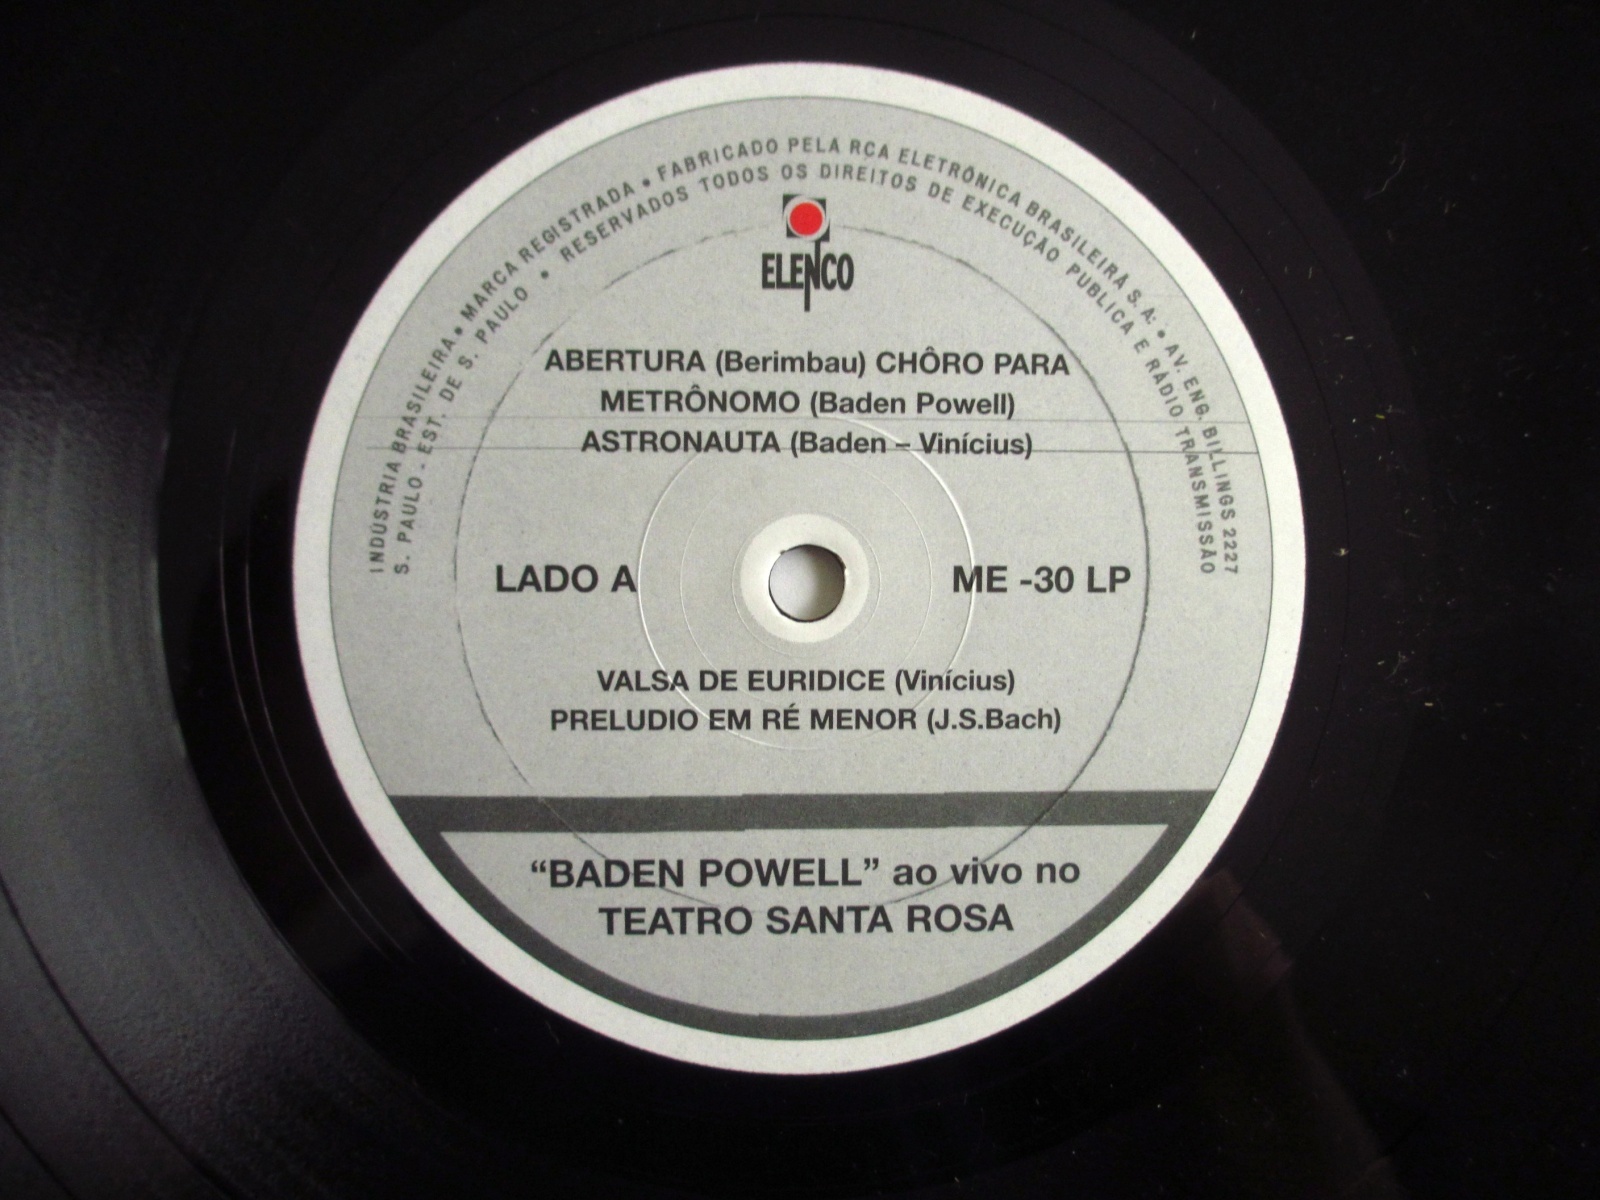 INDÚSTRIA BRASILEIRA • MARCA REGISTRADA • FABRICADO PELA RCA ELETRÔNICA BRASILEIRA S. A: • AV. ENG. BILLINGS 2227
S. PAULO - EST. DE S. PAULO • RESERVADOS TODOS OS DIREITOS DE EXECUÇÃO PUBLICA E RÁDIO TRANSMISSÃO
ELENCO
ABERTURA (Berimbau) CHÔRO PARA
METRÔNOMO (Baden Powell)
ASTRONAUTA (Baden – Vinícius)
LADO A
ME -30 LP
VALSA DE EURIDICE (Vinícius)
PRELUDIO EM RÉ MENOR (J.S.Bach)
“BADEN POWELL” ao vivo no
TEATRO SANTA ROSA